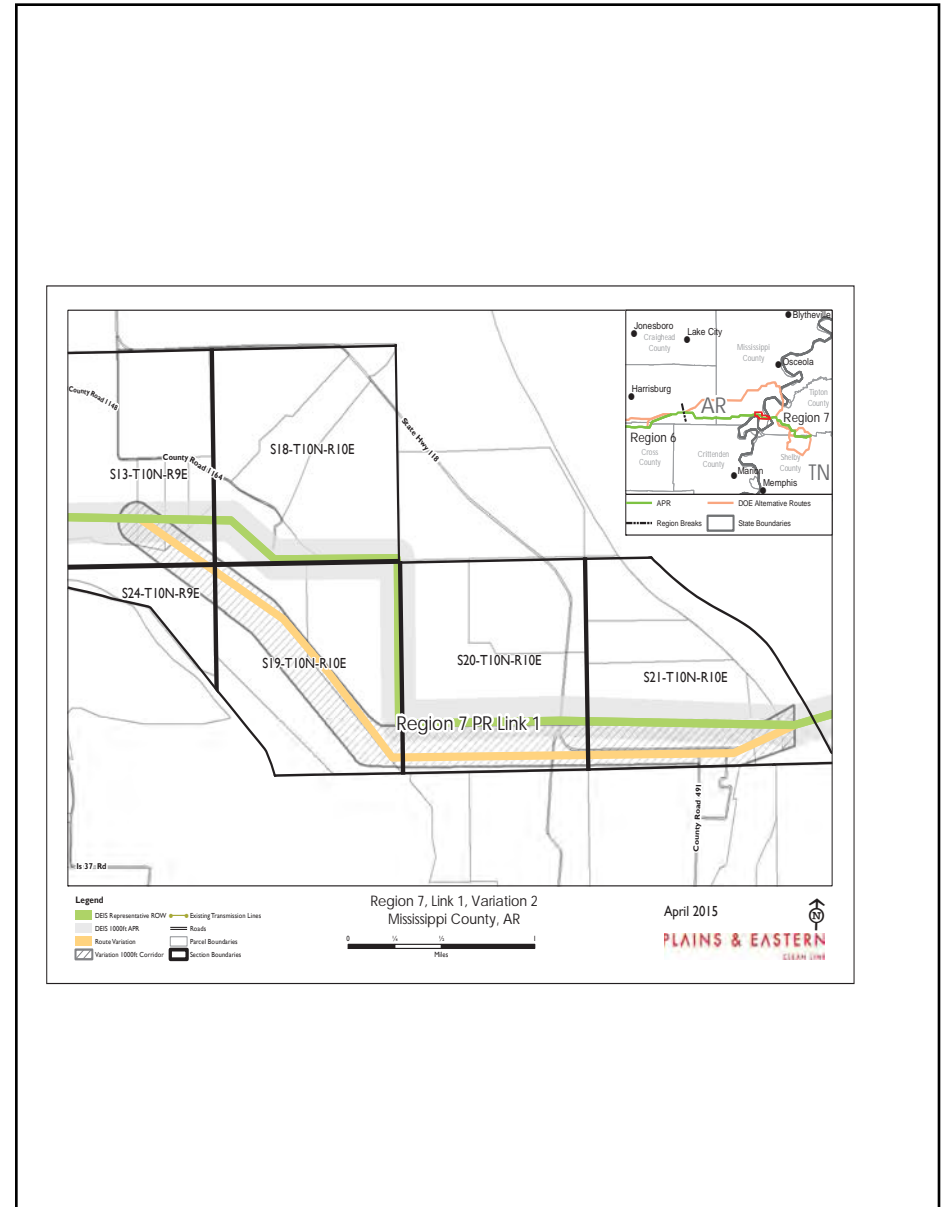 Blytheville
Jonesboro
Lake City
Craighead
County
Mississippi
County
Osceola
Harrisburg
Tipton
County
AR
Region 7
Region 6
Cross
County
Crittenden
County
Shelby
County
Marion
Memphis
TN
APR
DOE Alternative Routes
Region Breaks
State Boundaries
County Road 1148
State Hwy 118
S18-T10N-R10E
County Road 1164
S13-T10N-R9E
S24-T10N-R9E
S19-T10N-R10E
S20-T10N-R10E
S21-T10N-R10E
Region 7 PR Link 1
County Road 491
Is 37 Rd
Legend
DEIS Representative ROW
Existing Transmission Lines
DEIS 1000ft APR
Roads
Route Variation
Parcel Boundaries
Variation 1000ft Corridor
Section Boundaries
Region 7, Link 1, Variation 2
Mississippi County, AR
0 ¼ ½ 1
Miles
April 2015
N
PLAINS & EASTERN
CLEAN LINE